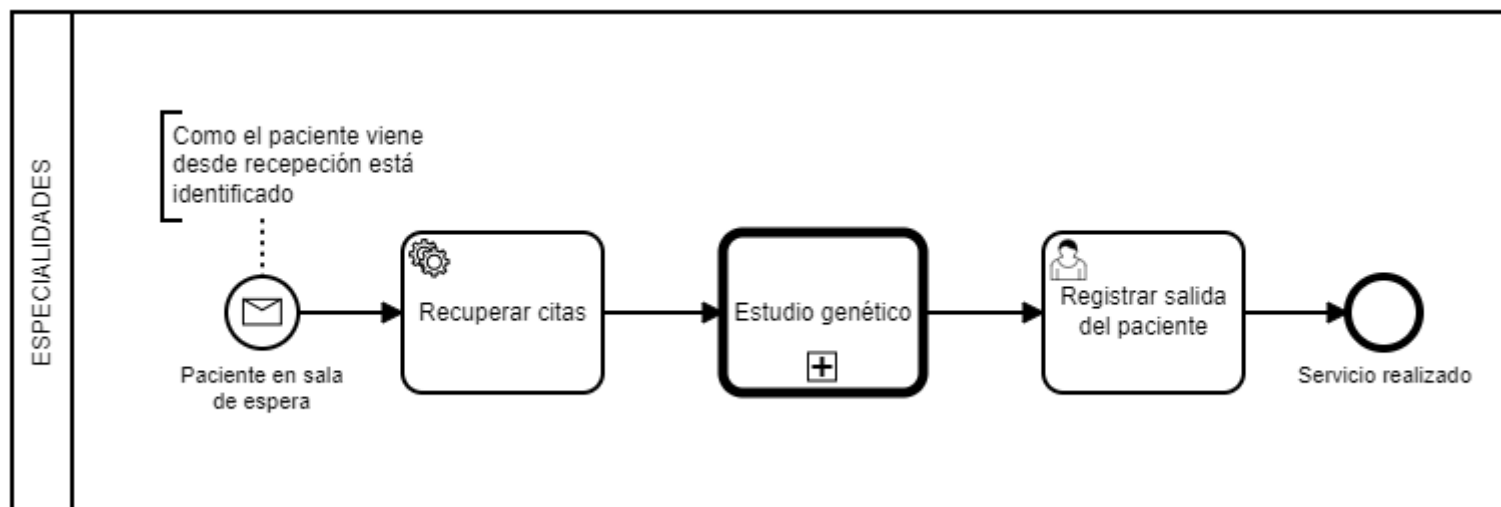 ESPECIALIDADES
Como el paciente viene
desde recepeción está
identificado
Paciente en sala
de espera
Recuperar citas
Estudio genético
Registrar salida
del paciente
Servicio realizado